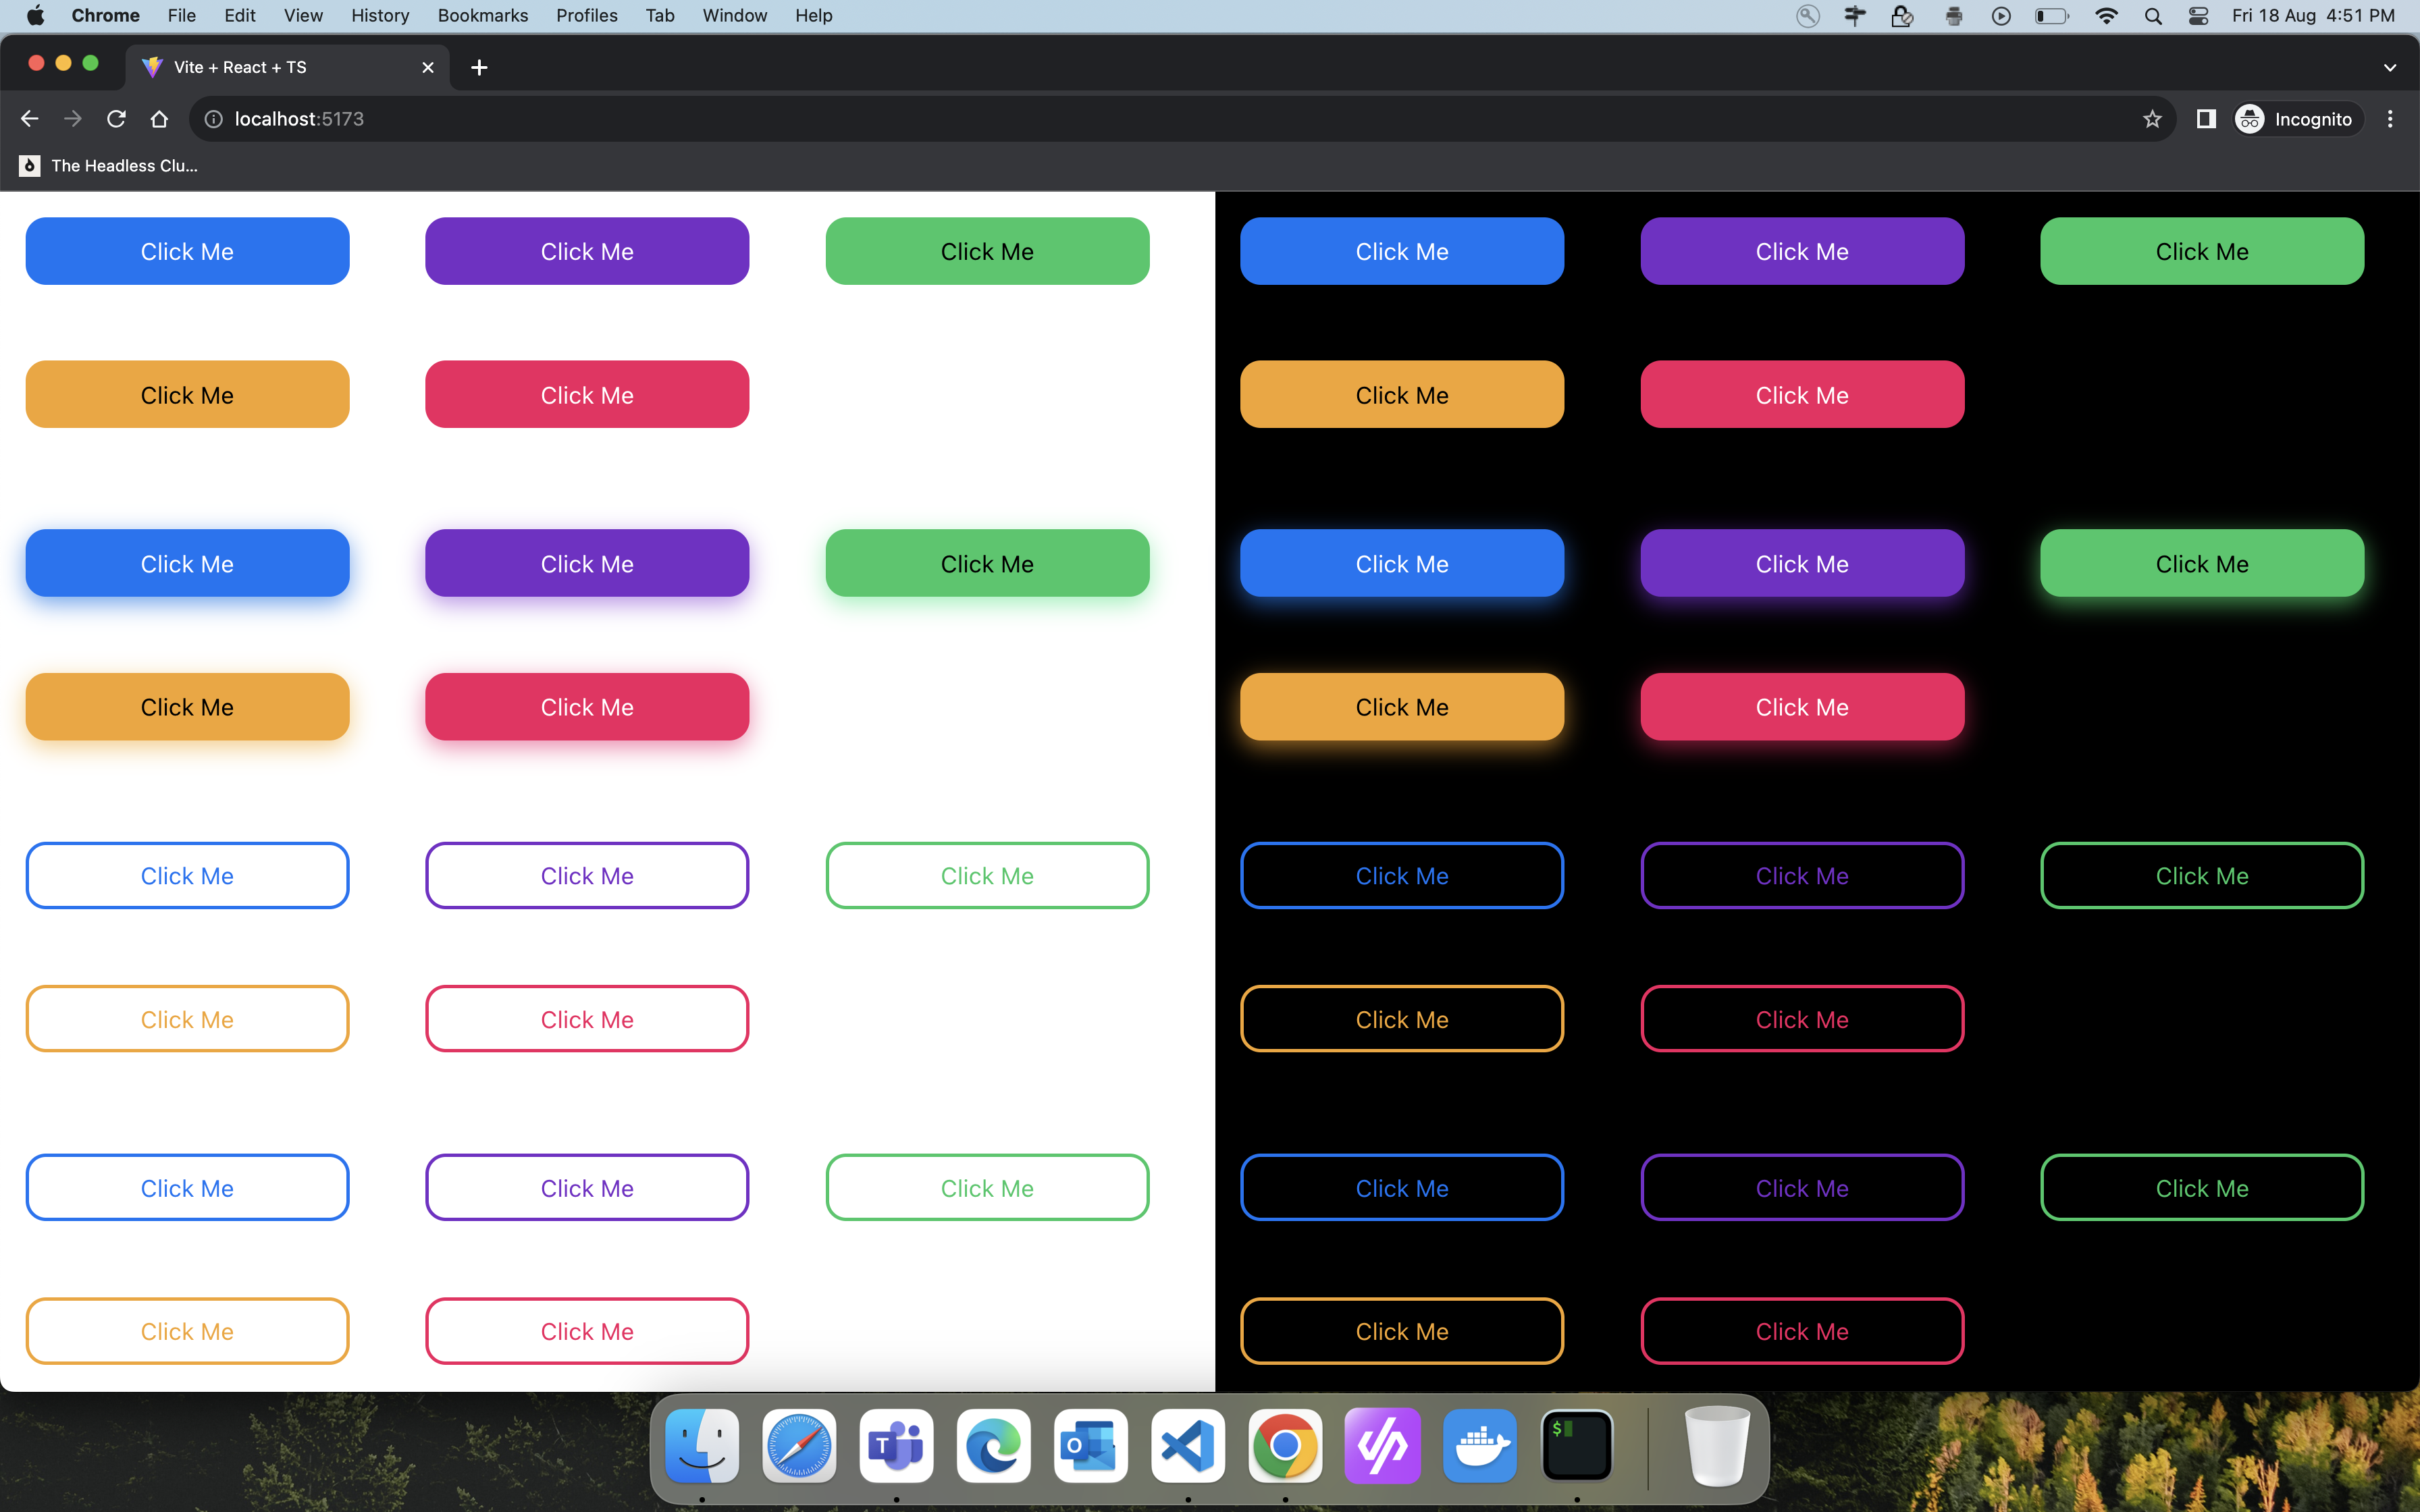 Chrome File Edit View History Bookmarks Profiles Tab Window Help Fri 18 Aug 4:51 PM
Vite + React + TS
localhost:5173 Incognito
The Headless Clu...
Click Me Click Me Click Me Click Me Click Me Click Me
Click Me Click Me Click Me Click Me
Click Me Click Me Click Me Click Me Click Me Click Me
Click Me Click Me Click Me Click Me
Click Me Click Me Click Me Click Me Click Me Click Me
Click Me Click Me Click Me Click Me
Click Me Click Me Click Me Click Me Click Me Click Me
Click Me Click Me Click Me Click Me
T O $